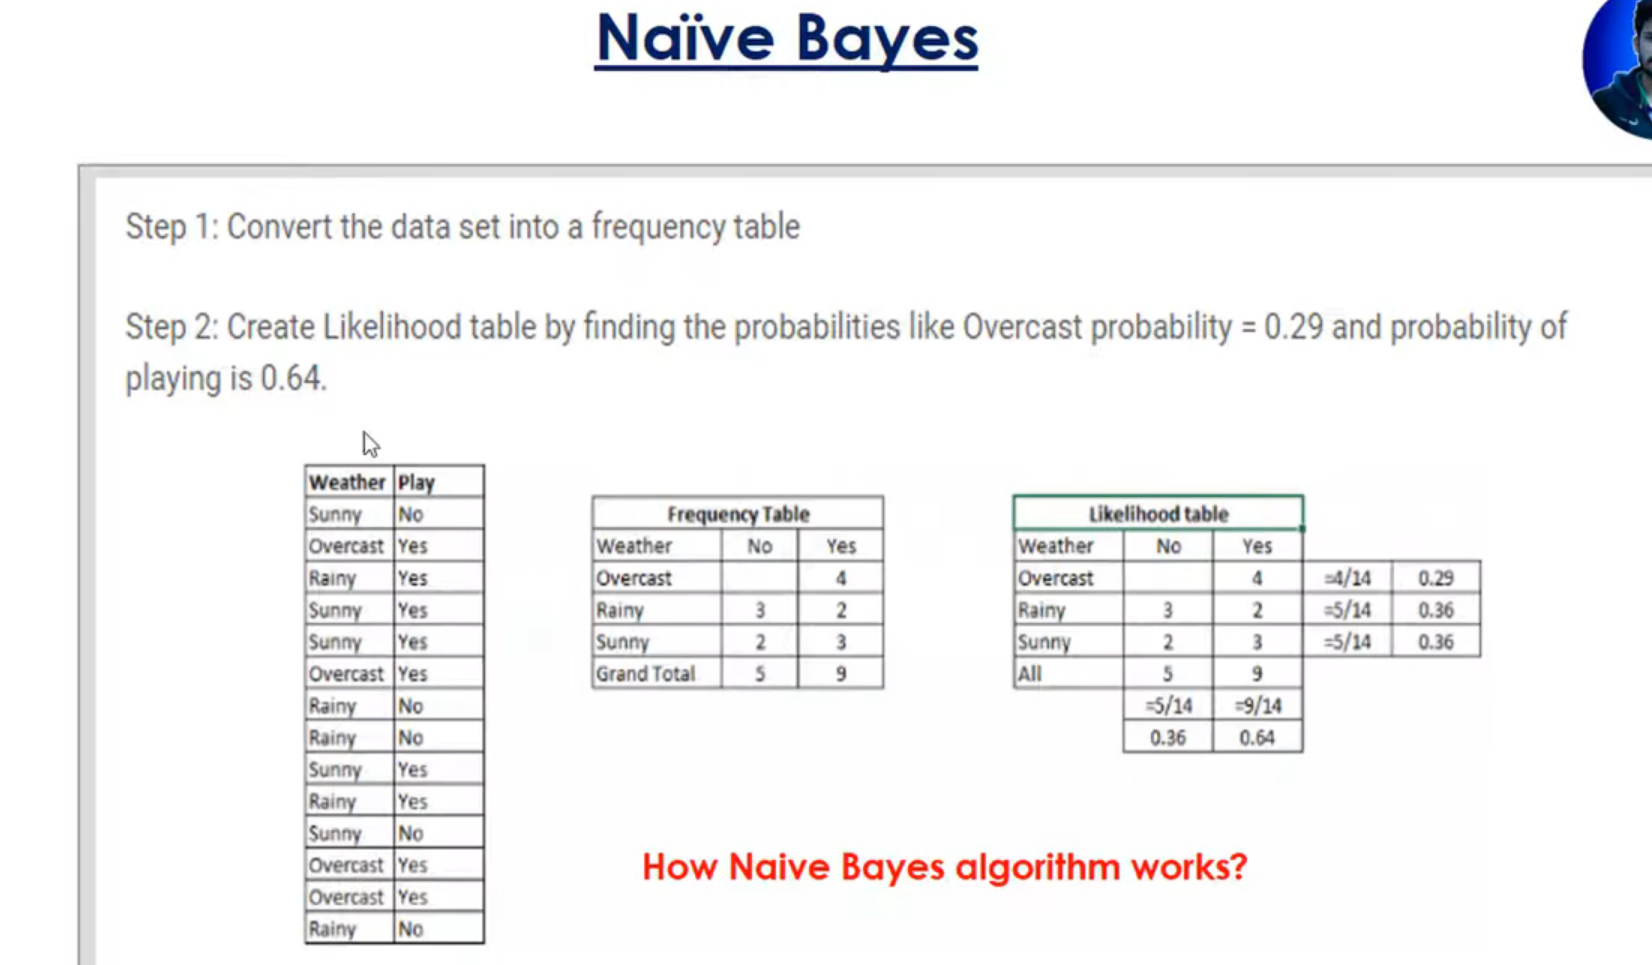 Naïve Bayes
Step 1: Convert the data set into a frequency table
Step 2: Create Likelihood table by finding the probabilities like Overcast probability = 0.29 and probability of
playing is 0.64.
Weather Play
Sunny No
Overcast Yes
Rainy Yes
Sunny Yes
Sunny Yes
Overcast Yes
Rainy No
Rainy No
Sunny Yes
Rainy Yes
Sunny No
Overcast Yes
Overcast Yes
Rainy No
Frequency Table
Weather No Yes
Overcast 4
Rainy 3 2
Sunny 2 3
Grand Total 5 9
Likelihood table
Weather No Yes
Overcast 4 =4/14 0.29
Rainy 3 2 =5/14 0.36
Sunny 2 3 =5/14 0.36
All 5 9
=5/14 =9/14
0.36 0.64
How Naive Bayes algorithm works?